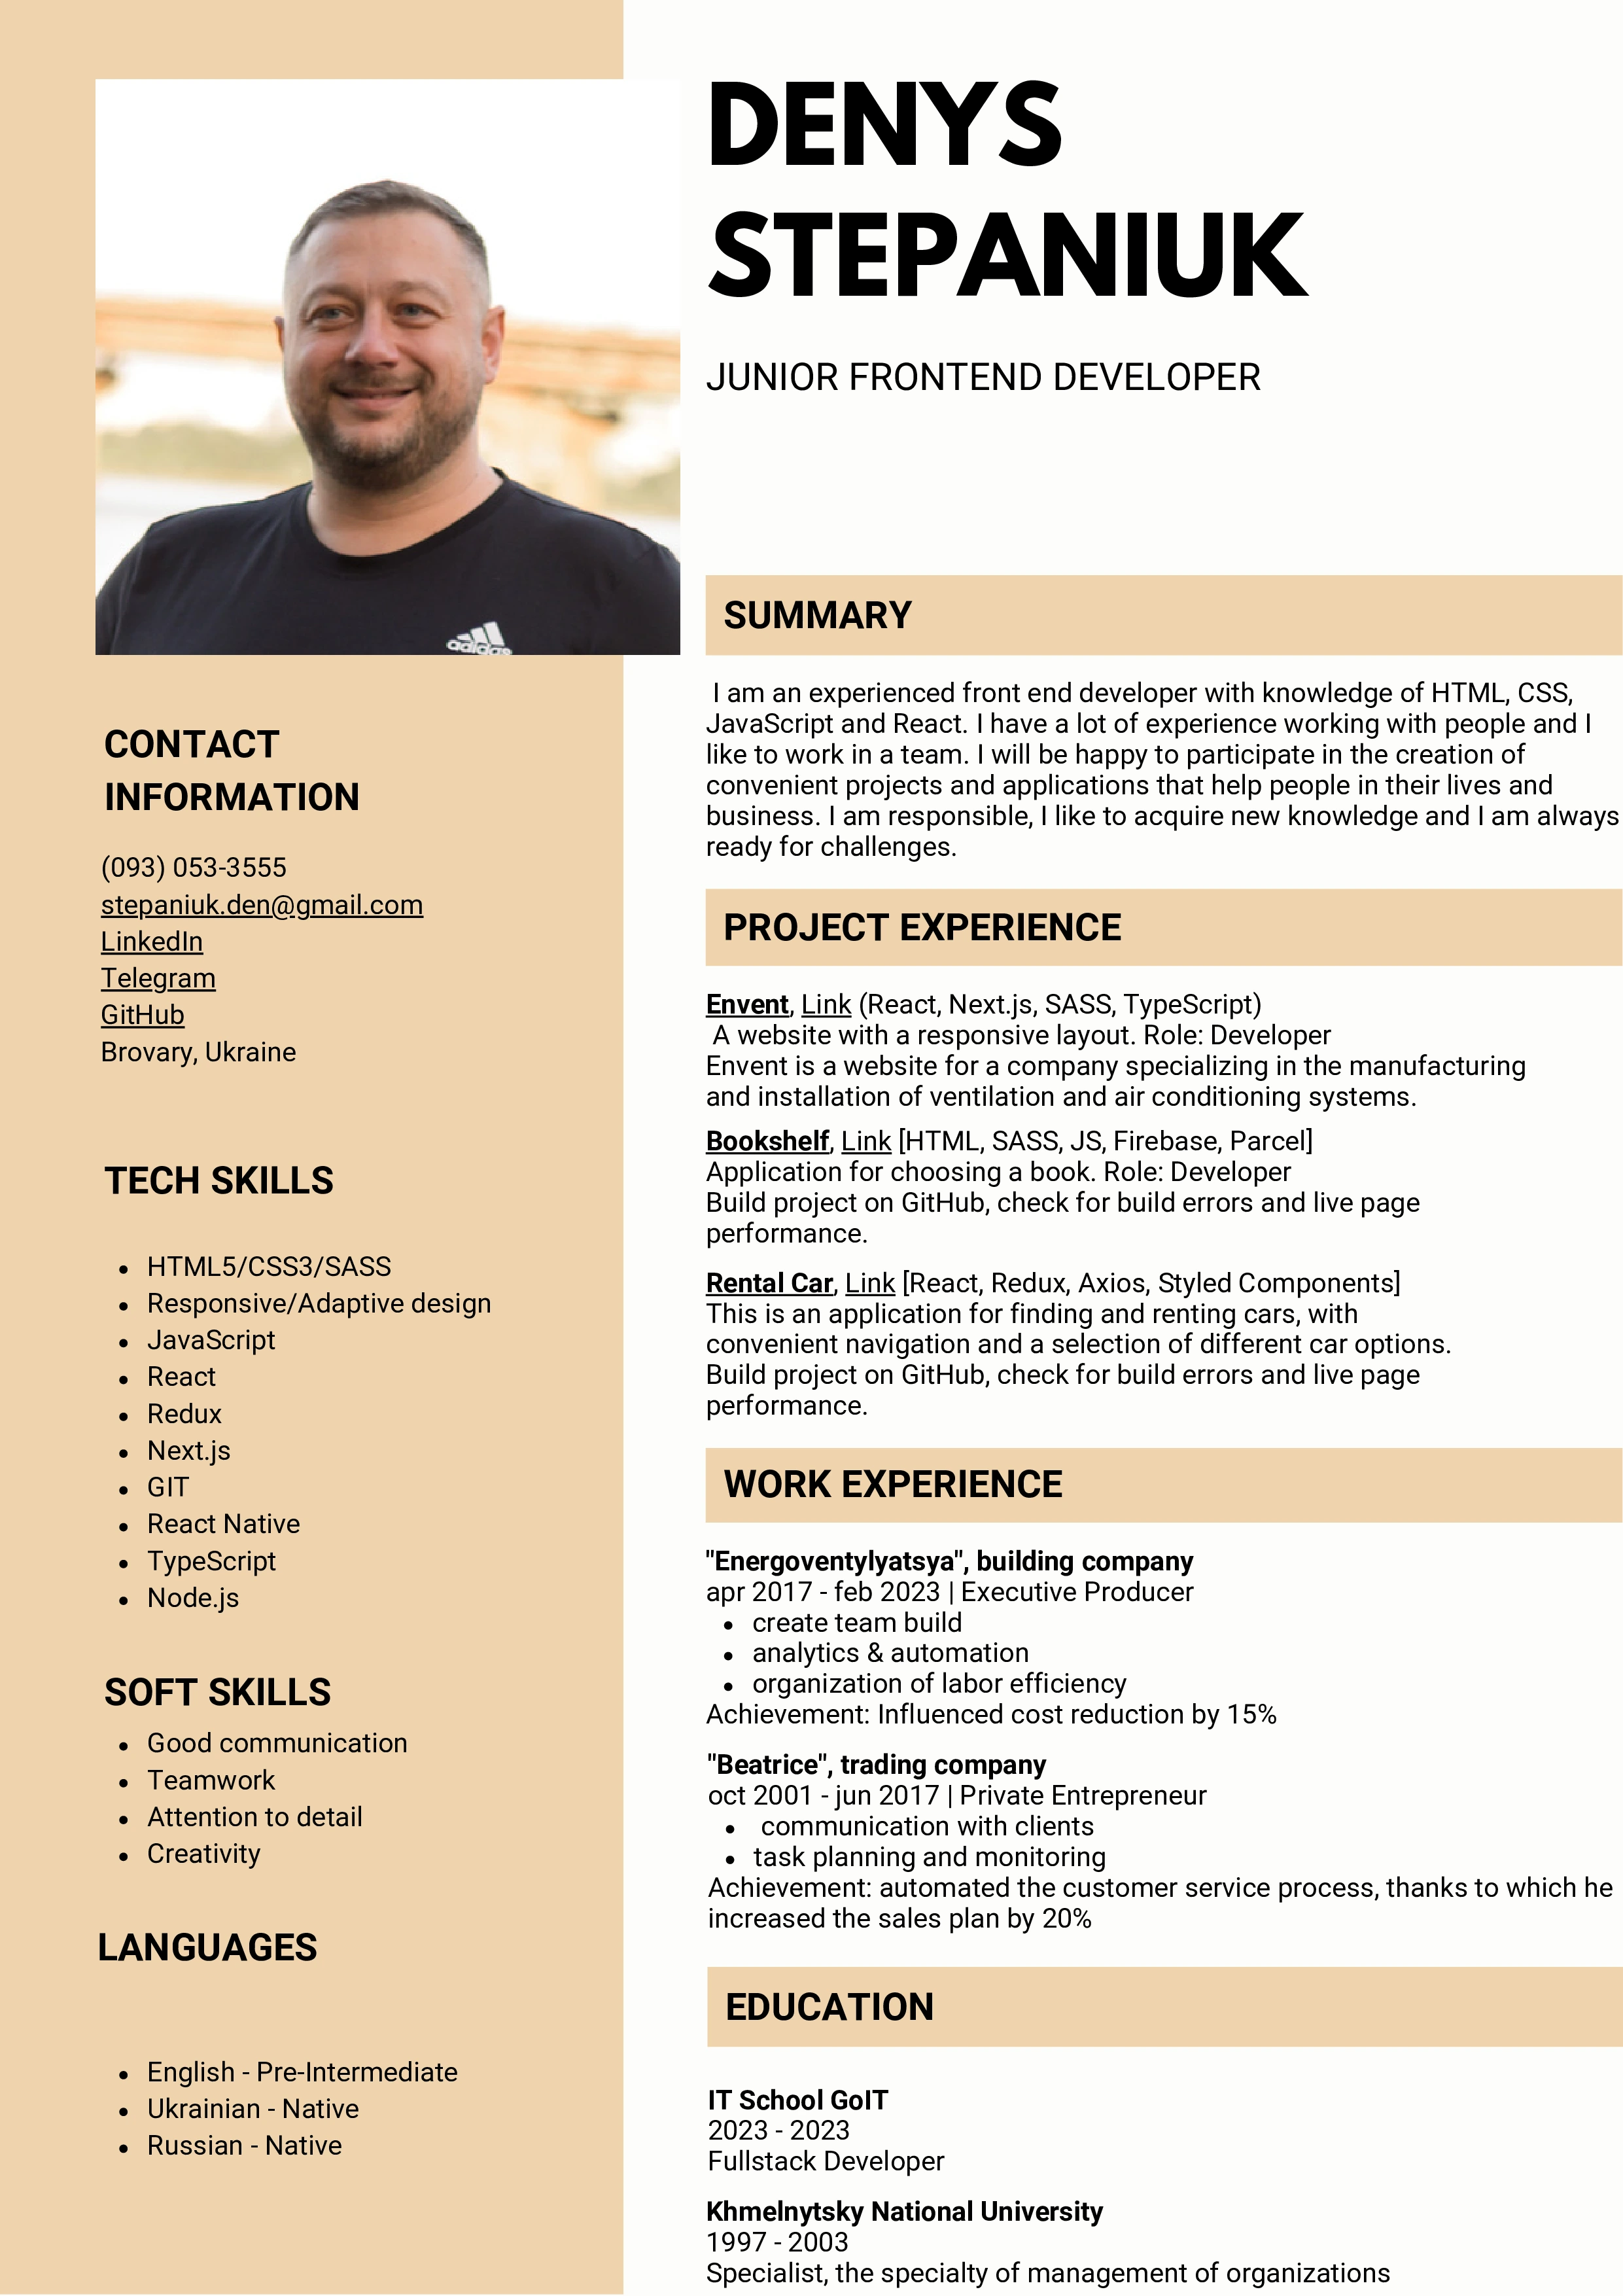 DENYS
STEPANIUK
JUNIOR FRONTEND DEVELOPER
adidas
CONTACT
INFORMATION
(093) 053-3555
stepaniuk.den@gmail.com
LinkedIn
Telegram
GitHub
Brovary, Ukraine
TECH SKILLS
• HTML5/CSS3/SASS
• Responsive/Adaptive design
• JavaScript
• React
• Redux
• Next.js
• GIT
• React Native
• TypeScript
• Node.js
SOFT SKILLS
• Good communication
• Teamwork
• Attention to detail
• Creativity
LANGUAGES
• English - Pre-Intermediate
• Ukrainian - Native
• Russian - Native
SUMMARY
I am an experienced front end developer with knowledge of HTML, CSS,
JavaScript and React. I have a lot of experience working with people and I
like to work in a team. I will be happy to participate in the creation of
convenient projects and applications that help people in their lives and
business. I am responsible, I like to acquire new knowledge and I am always
ready for challenges.
PROJECT EXPERIENCE
Envent, Link (React, Next.js, SASS, TypeScript)
A website with a responsive layout. Role: Developer
Envent is a website for a company specializing in the manufacturing
and installation of ventilation and air conditioning systems.
Bookshelf, Link [HTML, SASS, JS, Firebase, Parcel]
Application for choosing a book. Role: Developer
Build project on GitHub, check for build errors and live page
performance.
Rental Car, Link [React, Redux, Axios, Styled Components]
This is an application for finding and renting cars, with
convenient navigation and a selection of different car options.
Build project on GitHub, check for build errors and live page
performance.
WORK EXPERIENCE
"Energoventylyatsya", building company
apr 2017 - feb 2023 | Executive Producer
• create team build
• analytics & automation
• organization of labor efficiency
Achievement: Influenced cost reduction by 15%
"Beatrice", trading company
oct 2001 - jun 2017 | Private Entrepreneur
• communication with clients
• task planning and monitoring
Achievement: automated the customer service process, thanks to which he
increased the sales plan by 20%
EDUCATION
IT School GoIT
2023 - 2023
Fullstack Developer
Khmelnytsky National University
1997 - 2003
Specialist, the specialty of management of organizations